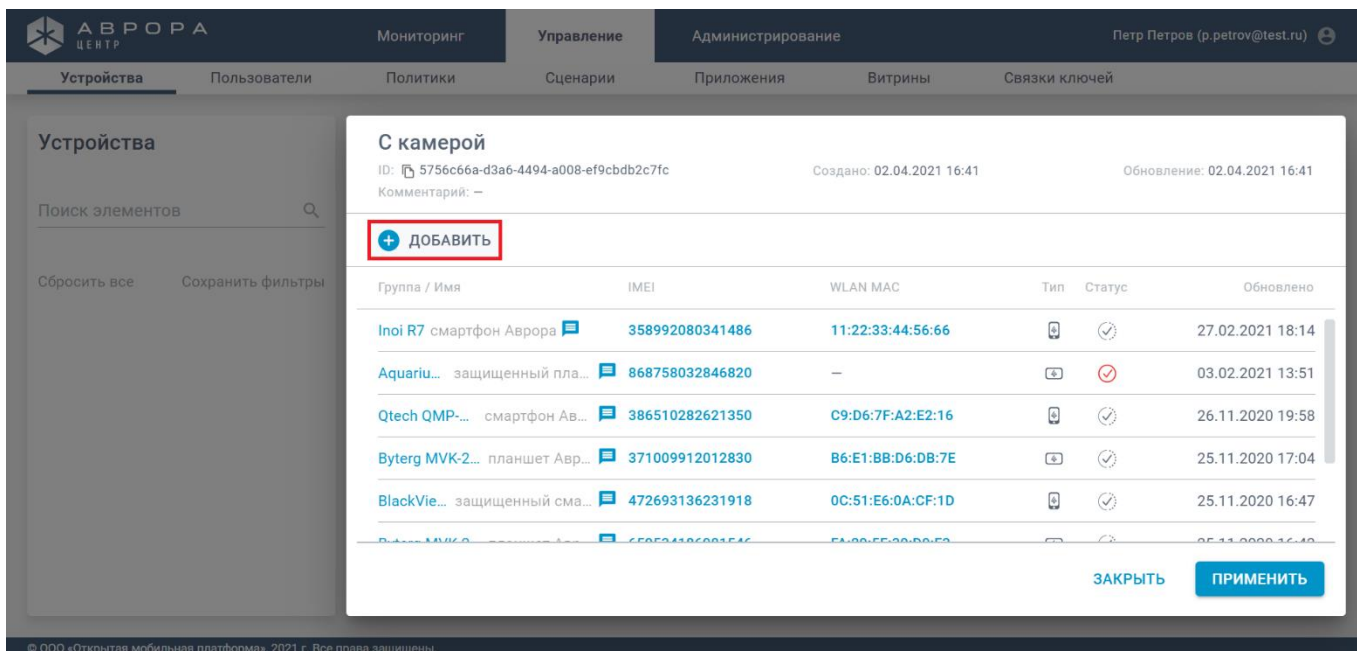 АВРОРА
ЦЕНТР
Мониторинг Управление Администрирование Петр Петров (p.petrov@test.ru)
Устройства Пользователи Политики Сценарии Приложения Витрины Связки ключей
Устройства
Поиск элементов
Сбросить все Сохранить фильтры
С камерой
ID: 5756c66a-d3a6-4494-a008-ef9cbdb2c7fc Создано: 02.04.2021 16:41 Обновление: 02.04.2021 16:41
Комментарий: —
ДОБАВИТЬ
Группа / Имя IMEI WLAN MAC Тип Статус Обновлено
Inoi R7 смартфон Аврора 358992080341486 11:22:33:44:56:66 27.02.2021 18:14
Aquariu... защищенный пла... 868758032846820 — 03.02.2021 13:51
Qtech QMP-... смартфон Ав... 386510282621350 C9:D6:7F:A2:E2:16 26.11.2020 19:58
Byterg MVK-2... планшет Авр... 371009912012830 B6:E1:BB:D6:DB:7E 25.11.2020 17:04
BlackVie... защищенный сма... 472693136231918 0C:51:E6:0A:CF:1D 25.11.2020 16:47
ЗАКРЫТЬ ПРИМЕНИТЬ
© ООО «Открытая мобильная платформа», 2021 г. Все права защищены